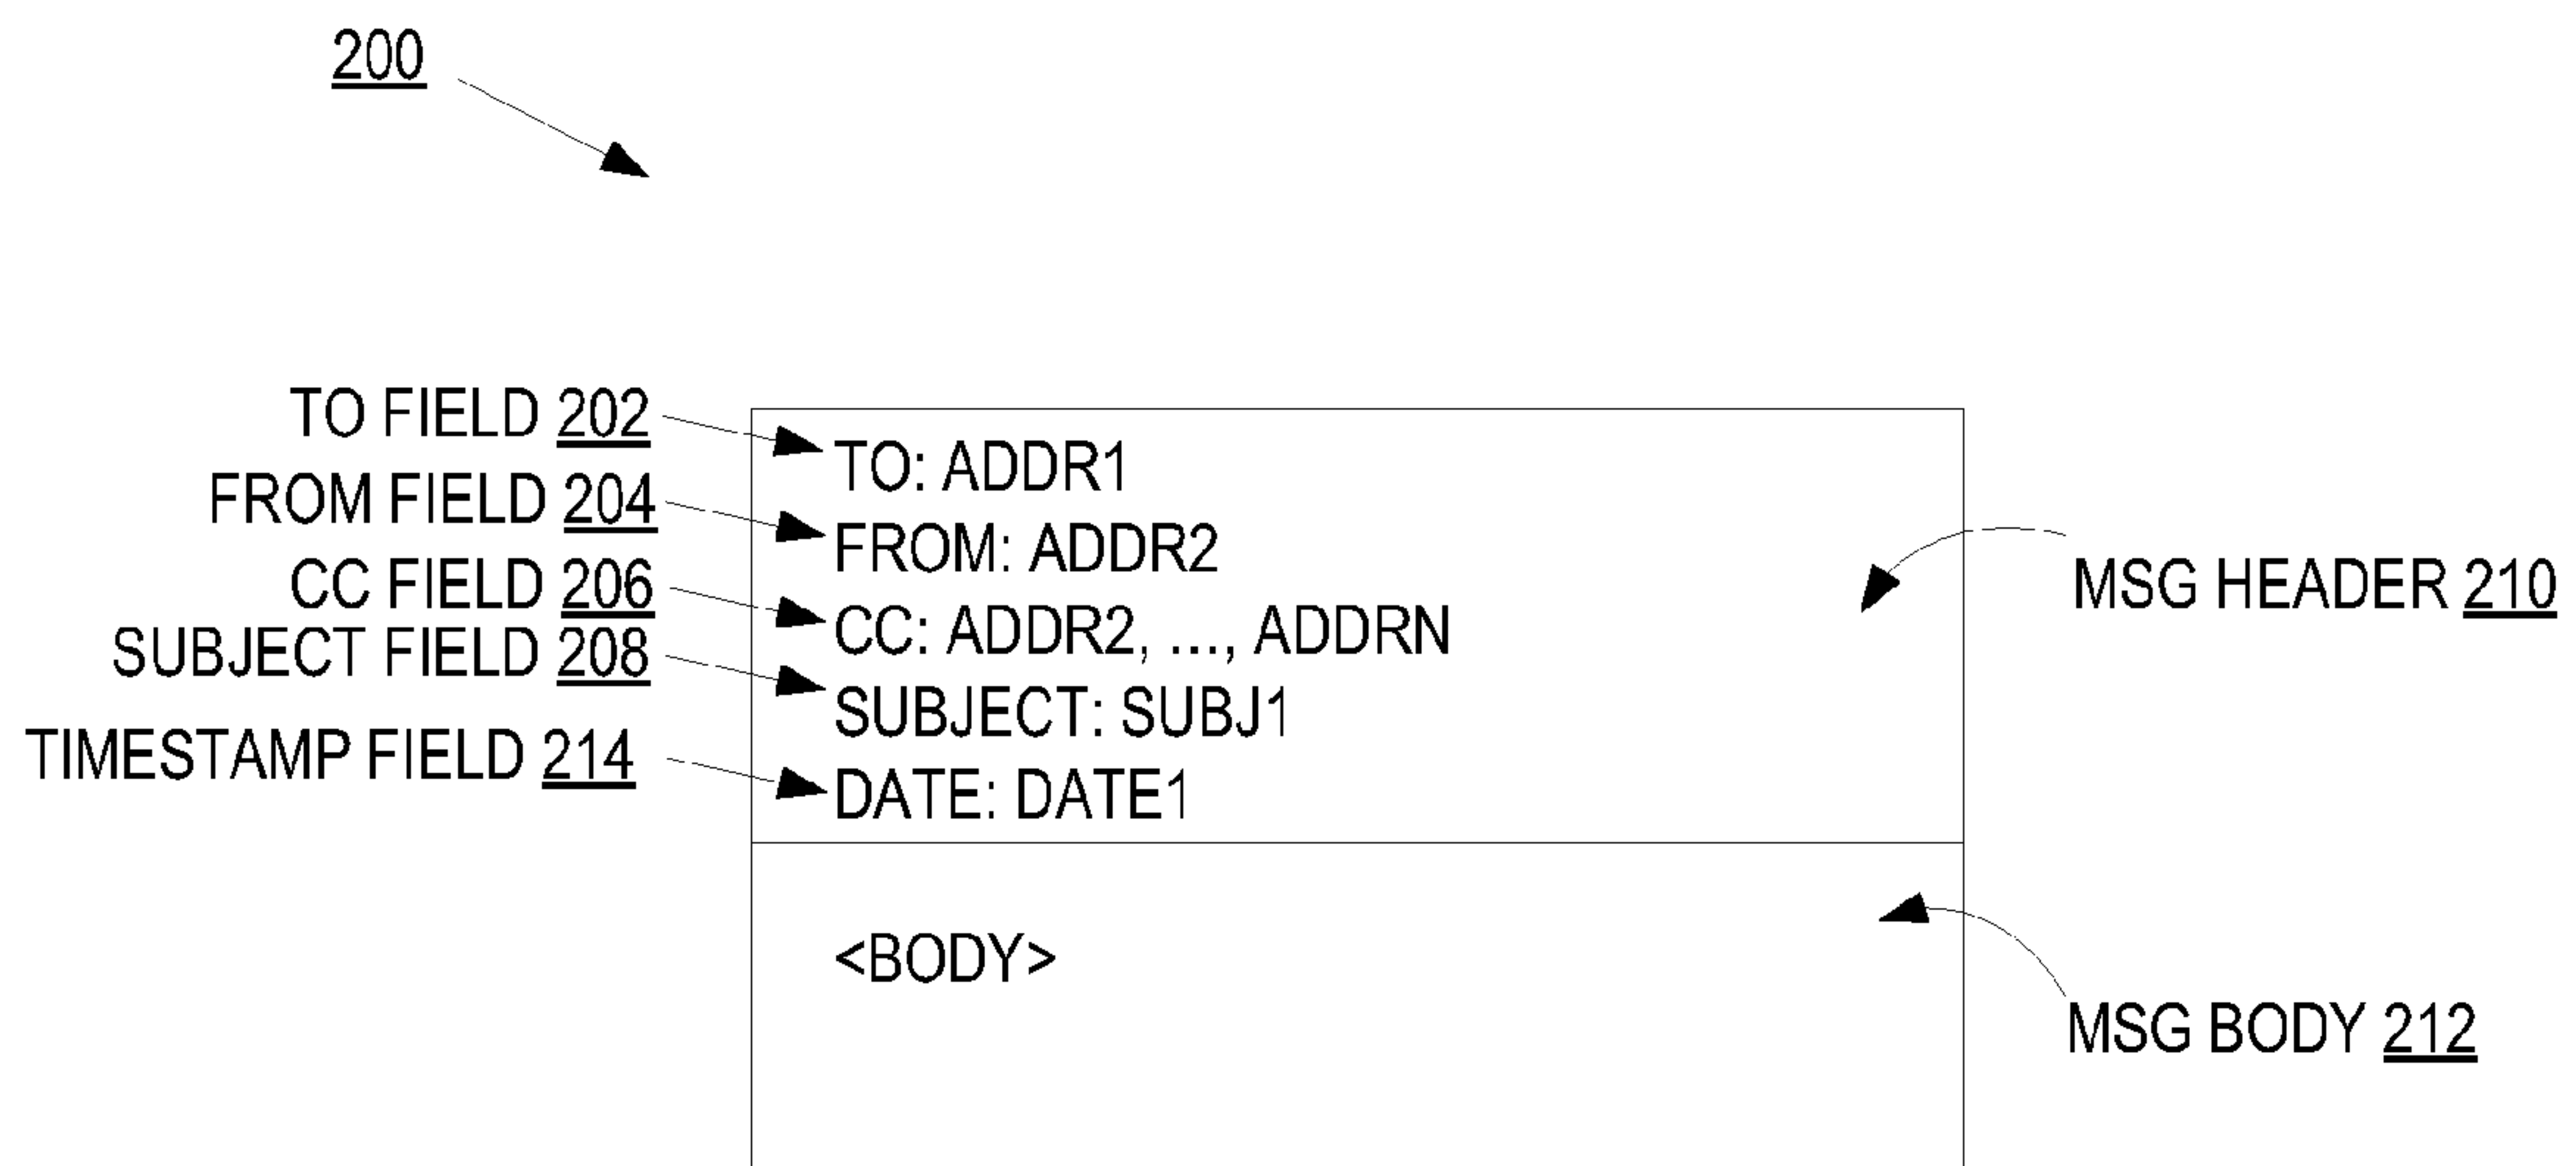 200
TO FIELD 202
FROM FIELD 204
CC FIELD 206
SUBJECT FIELD 208
TIMESTAMP FIELD 214
TO: ADDR1
FROM: ADDR2
CC: ADDR2, ..., ADDRN
SUBJECT: SUBJ1
DATE: DATE1
MSG HEADER 210
<BODY>
MSG BODY 212